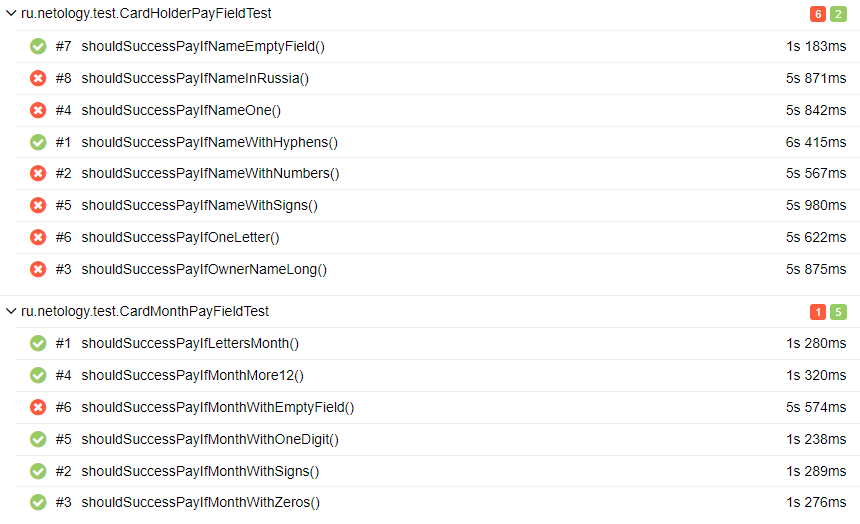 ru.netology.test.CardHolderPayFieldTest 6 2
#7 shouldSuccessPayIfNameEmptyField() 1s 183ms
#8 shouldSuccessPayIfNameInRussia() 5s 871ms
#4 shouldSuccessPayIfNameOne() 5s 842ms
#1 shouldSuccessPayIfNameWithHyphens() 6s 415ms
#2 shouldSuccessPayIfNameWithNumbers() 5s 567ms
#5 shouldSuccessPayIfNameWithSigns() 5s 980ms
#6 shouldSuccessPayIfOneLetter() 5s 622ms
#3 shouldSuccessPayIfOwnerNameLong() 5s 875ms
ru.netology.test.CardMonthPayFieldTest 1 5
#1 shouldSuccessPayIfLettersMonth() 1s 280ms
#4 shouldSuccessPayIfMonthMore12() 1s 320ms
#6 shouldSuccessPayIfMonthWithEmptyField() 5s 574ms
#5 shouldSuccessPayIfMonthWithOneDigit() 1s 238ms
#2 shouldSuccessPayIfMonthWithSigns() 1s 289ms
#3 shouldSuccessPayIfMonthWithZeros() 1s 276ms